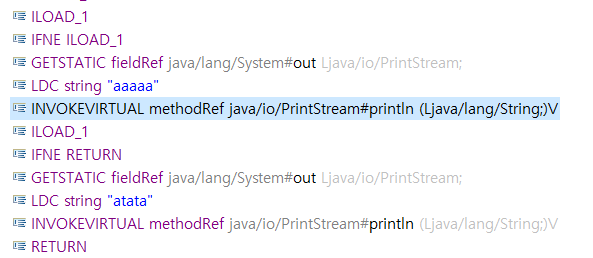 ILOAD_1
IFNE ILOAD_1
GETSTATIC fieldRef java/lang/System#out Ljava/io/PrintStream;
LDC string "aaaaa"
INVOKEVIRTUAL methodRef java/io/PrintStream#println (Ljava/lang/String;)V
ILOAD_1
IFNE RETURN
GETSTATIC fieldRef java/lang/System#out Ljava/io/PrintStream;
LDC string "atata"
INVOKEVIRTUAL methodRef java/io/PrintStream#println (Ljava/lang/String;)V
RETURN